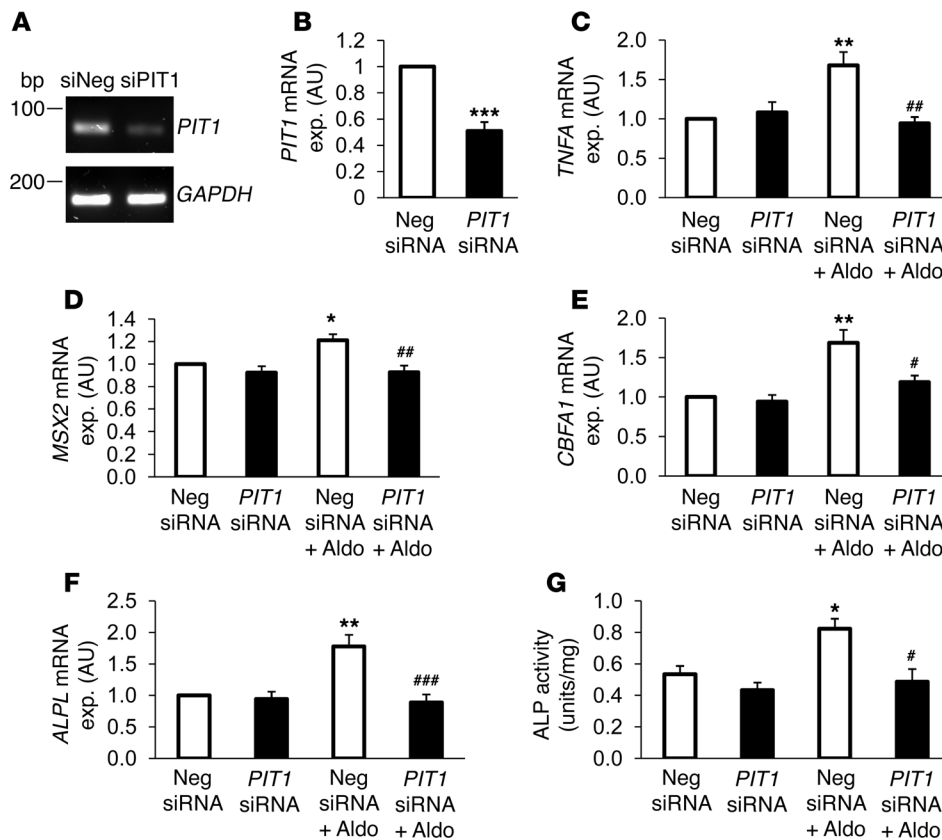 A
bp siNeg siPIT1
100
PIT1
200
GAPDH
B
PIT1 mRNA
exp. (AU)
1.2
1
0.8
0.6
0.4
0.2
0
***
Neg
siRNA
PIT1
siRNA
C
TNFA mRNA
exp. (AU)
2.0
1.5
1.0
0.5
0
**
##
Neg
siRNA
PIT1
siRNA
Neg
siRNA
+ Aldo
PIT1
siRNA
+ Aldo
D
MSX2 mRNA
exp. (AU)
1.4
1.2
1.0
0.8
0.6
0.4
0.2
0.0
*
##
Neg
siRNA
PIT1
siRNA
Neg
siRNA
+ Aldo
PIT1
siRNA
+ Aldo
E
CBFA1 mRNA
exp. (AU)
2.0
1.5
1.0
0.5
0.0
**
#
Neg
siRNA
PIT1
siRNA
Neg
siRNA
+ Aldo
PIT1
siRNA
+ Aldo
F
ALPL mRNA
exp. (AU)
2.5
2.0
1.5
1.0
0.5
0.0
**
###
Neg
siRNA
PIT1
siRNA
Neg
siRNA
+ Aldo
PIT1
siRNA
+ Aldo
G
ALP activity
(units/mg)
1.0
0.8
0.6
0.4
0.2
0.0
*
#
Neg
siRNA
PIT1
siRNA
Neg
siRNA
+ Aldo
PIT1
siRNA
+ Aldo